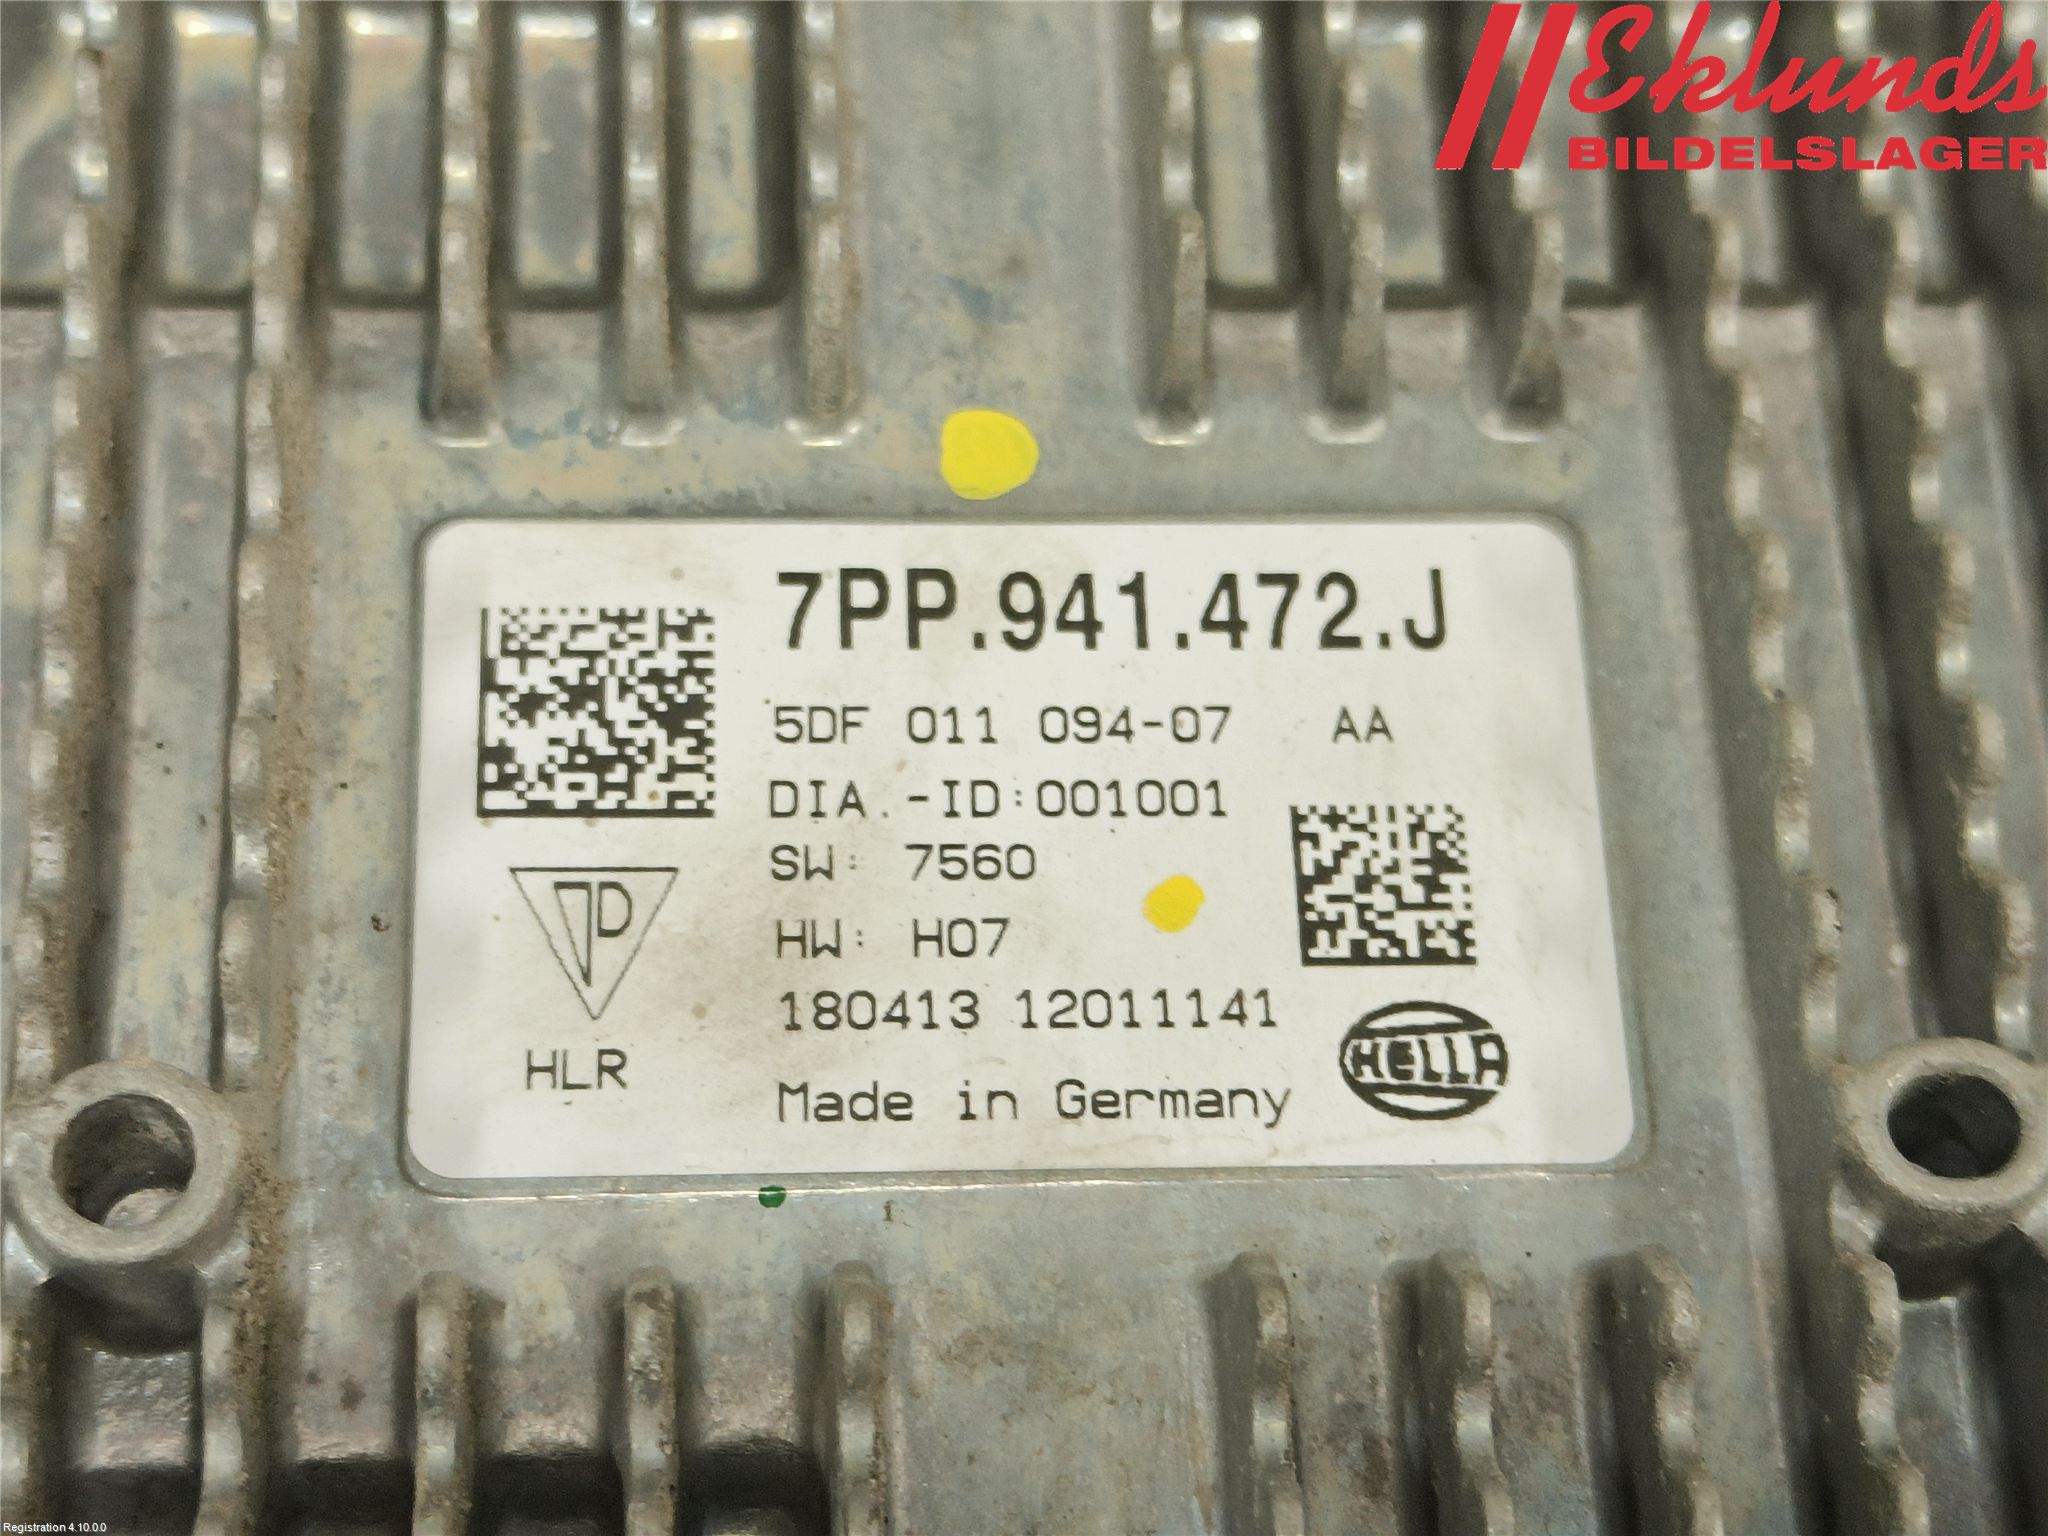 Eklunds
BILDELSLAGER
7PP.941.472.J
5DF 011 094-07 AA
DIA.-ID:001001
SW: 7560
HW: H07
180413 12011141
HLR
HELLA
Made in Germany
Registration 4.10.0.0